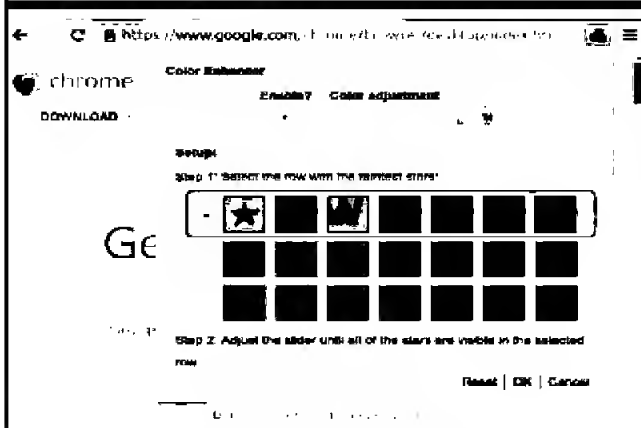 https://www.google.com/
chrome
Color Enhancer
Enable? Color adjustment
DOWNLOAD
Setup:
Step 1: Select the row with the faintest stars:
Ge
Step 2: Adjust the slider until all of the stars are visible in the selected
row
Reset | OK | Cancel